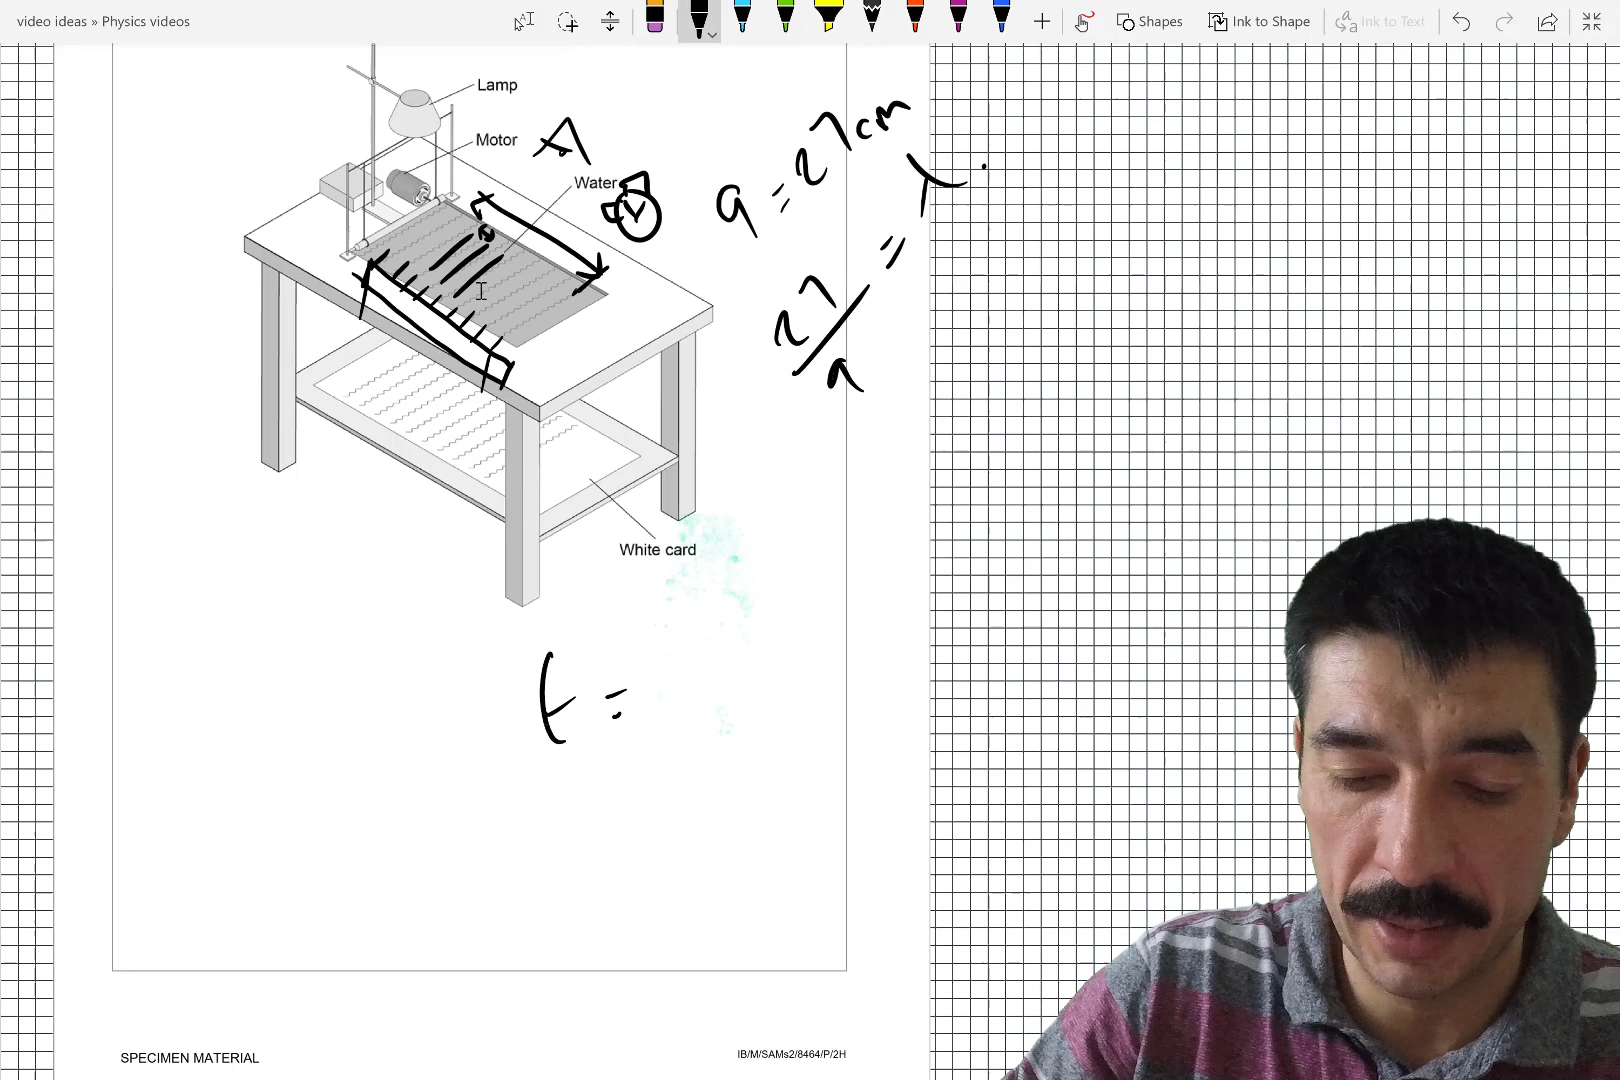 video ideas » Physics videos
Shapes
Ink to Shape
Ink to Text
Lamp
Motor
Water
9 = 27cm
27/9 = λ.
White card
t =
SPECIMEN MATERIAL
IB/M/SAMs2/8464/P/2H